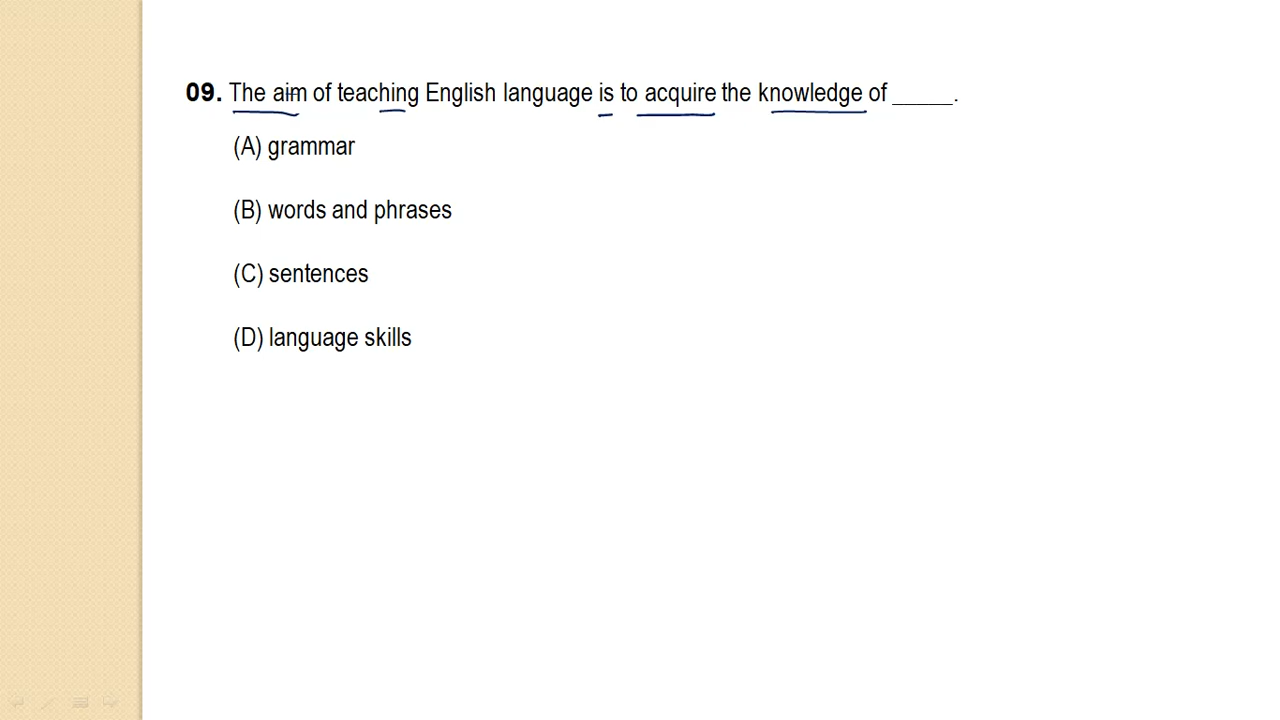 09. The aim of teaching English language is to acquire the knowledge of _____.
(A) grammar
(B) words and phrases
(C) sentences
(D) language skills